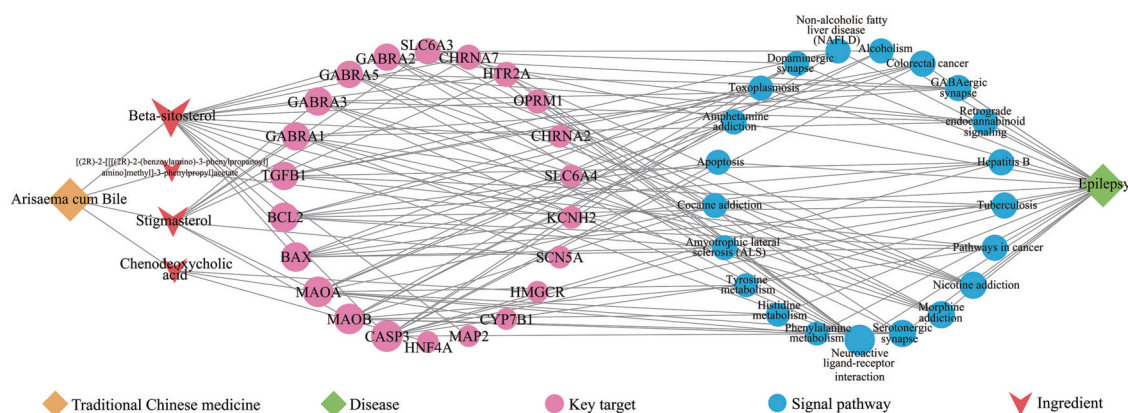 Non-alcoholic fatty
liver disease
(NAFLD)
Alcoholism
Dopaminergic
synapse
Colorectal cancer
Toxoplasmosis
GABAergic
synapse
Amphetamine
addiction
Retrograde
endocannabinoid
signaling
Apoptosis
Hepatitis B
Cocaine addiction
Tuberculosis
Amyotrophic lateral
sclerosis (ALS)
Pathways in cancer
Tyrosine
metabolism
Nicotine addiction
Histidine
metabolism
Morphine
addiction
Phenylalanine
metabolism
Serotonergic
synapse
Neuroactive
ligand-receptor
interaction
Epilepsy
SLC6A3
GABRA2
CHRNA7
GABRA5
HTR2A
GABRA3
OPRM1
GABRA1
CHRNA2
TGFB1
SLC6A4
BCL2
KCNH2
BAX
SCN5A
MAOA
HMGCR
MAOB
CYP7B1
CASP3
HNF4A
MAP2
Beta-sitosterol
[(2R)-2-[[[(2R)-2-(benzoylamino)-3-phenylpropanoyl]
amino]methyl]-3-phenylpropyl]acetate
Arisaema cum Bile
Stigmasterol
Chenodeoxycholic
acid
Traditional Chinese medicine
Disease
Key target
Signal pathway
Ingredient